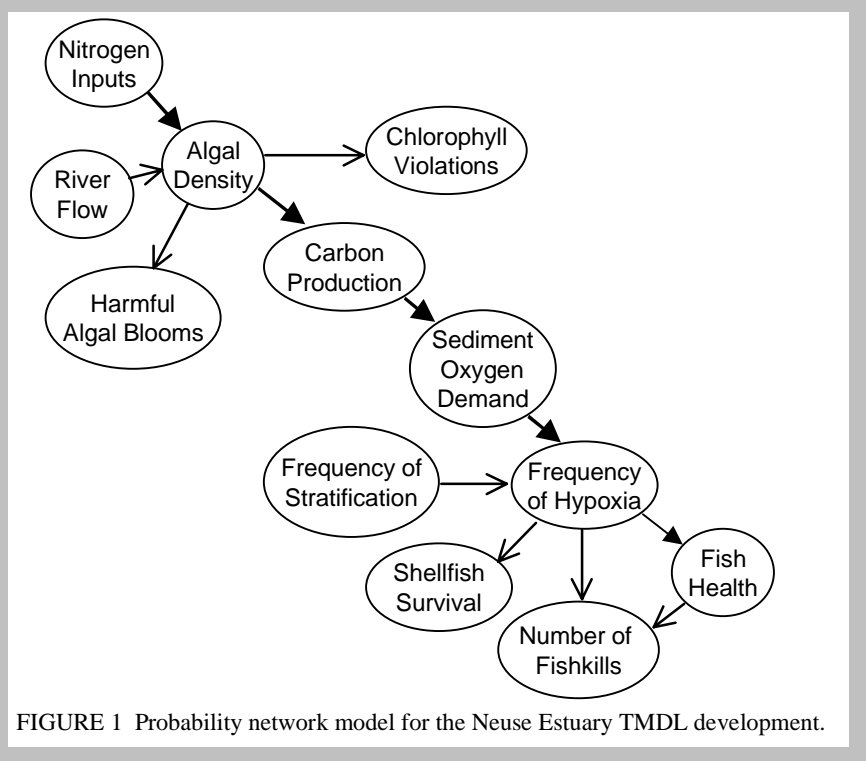 Nitrogen
Inputs
Algal
Density
Chlorophyll
Violations
River
Flow
Carbon
Production
Harmful
Algal Blooms
Sediment
Oxygen
Demand
Frequency of
Stratification
Frequency
of Hypoxia
Shellfish
Survival
Fish
Health
Number of
Fishkills
FIGURE 1 Probability network model for the Neuse Estuary TMDL development.